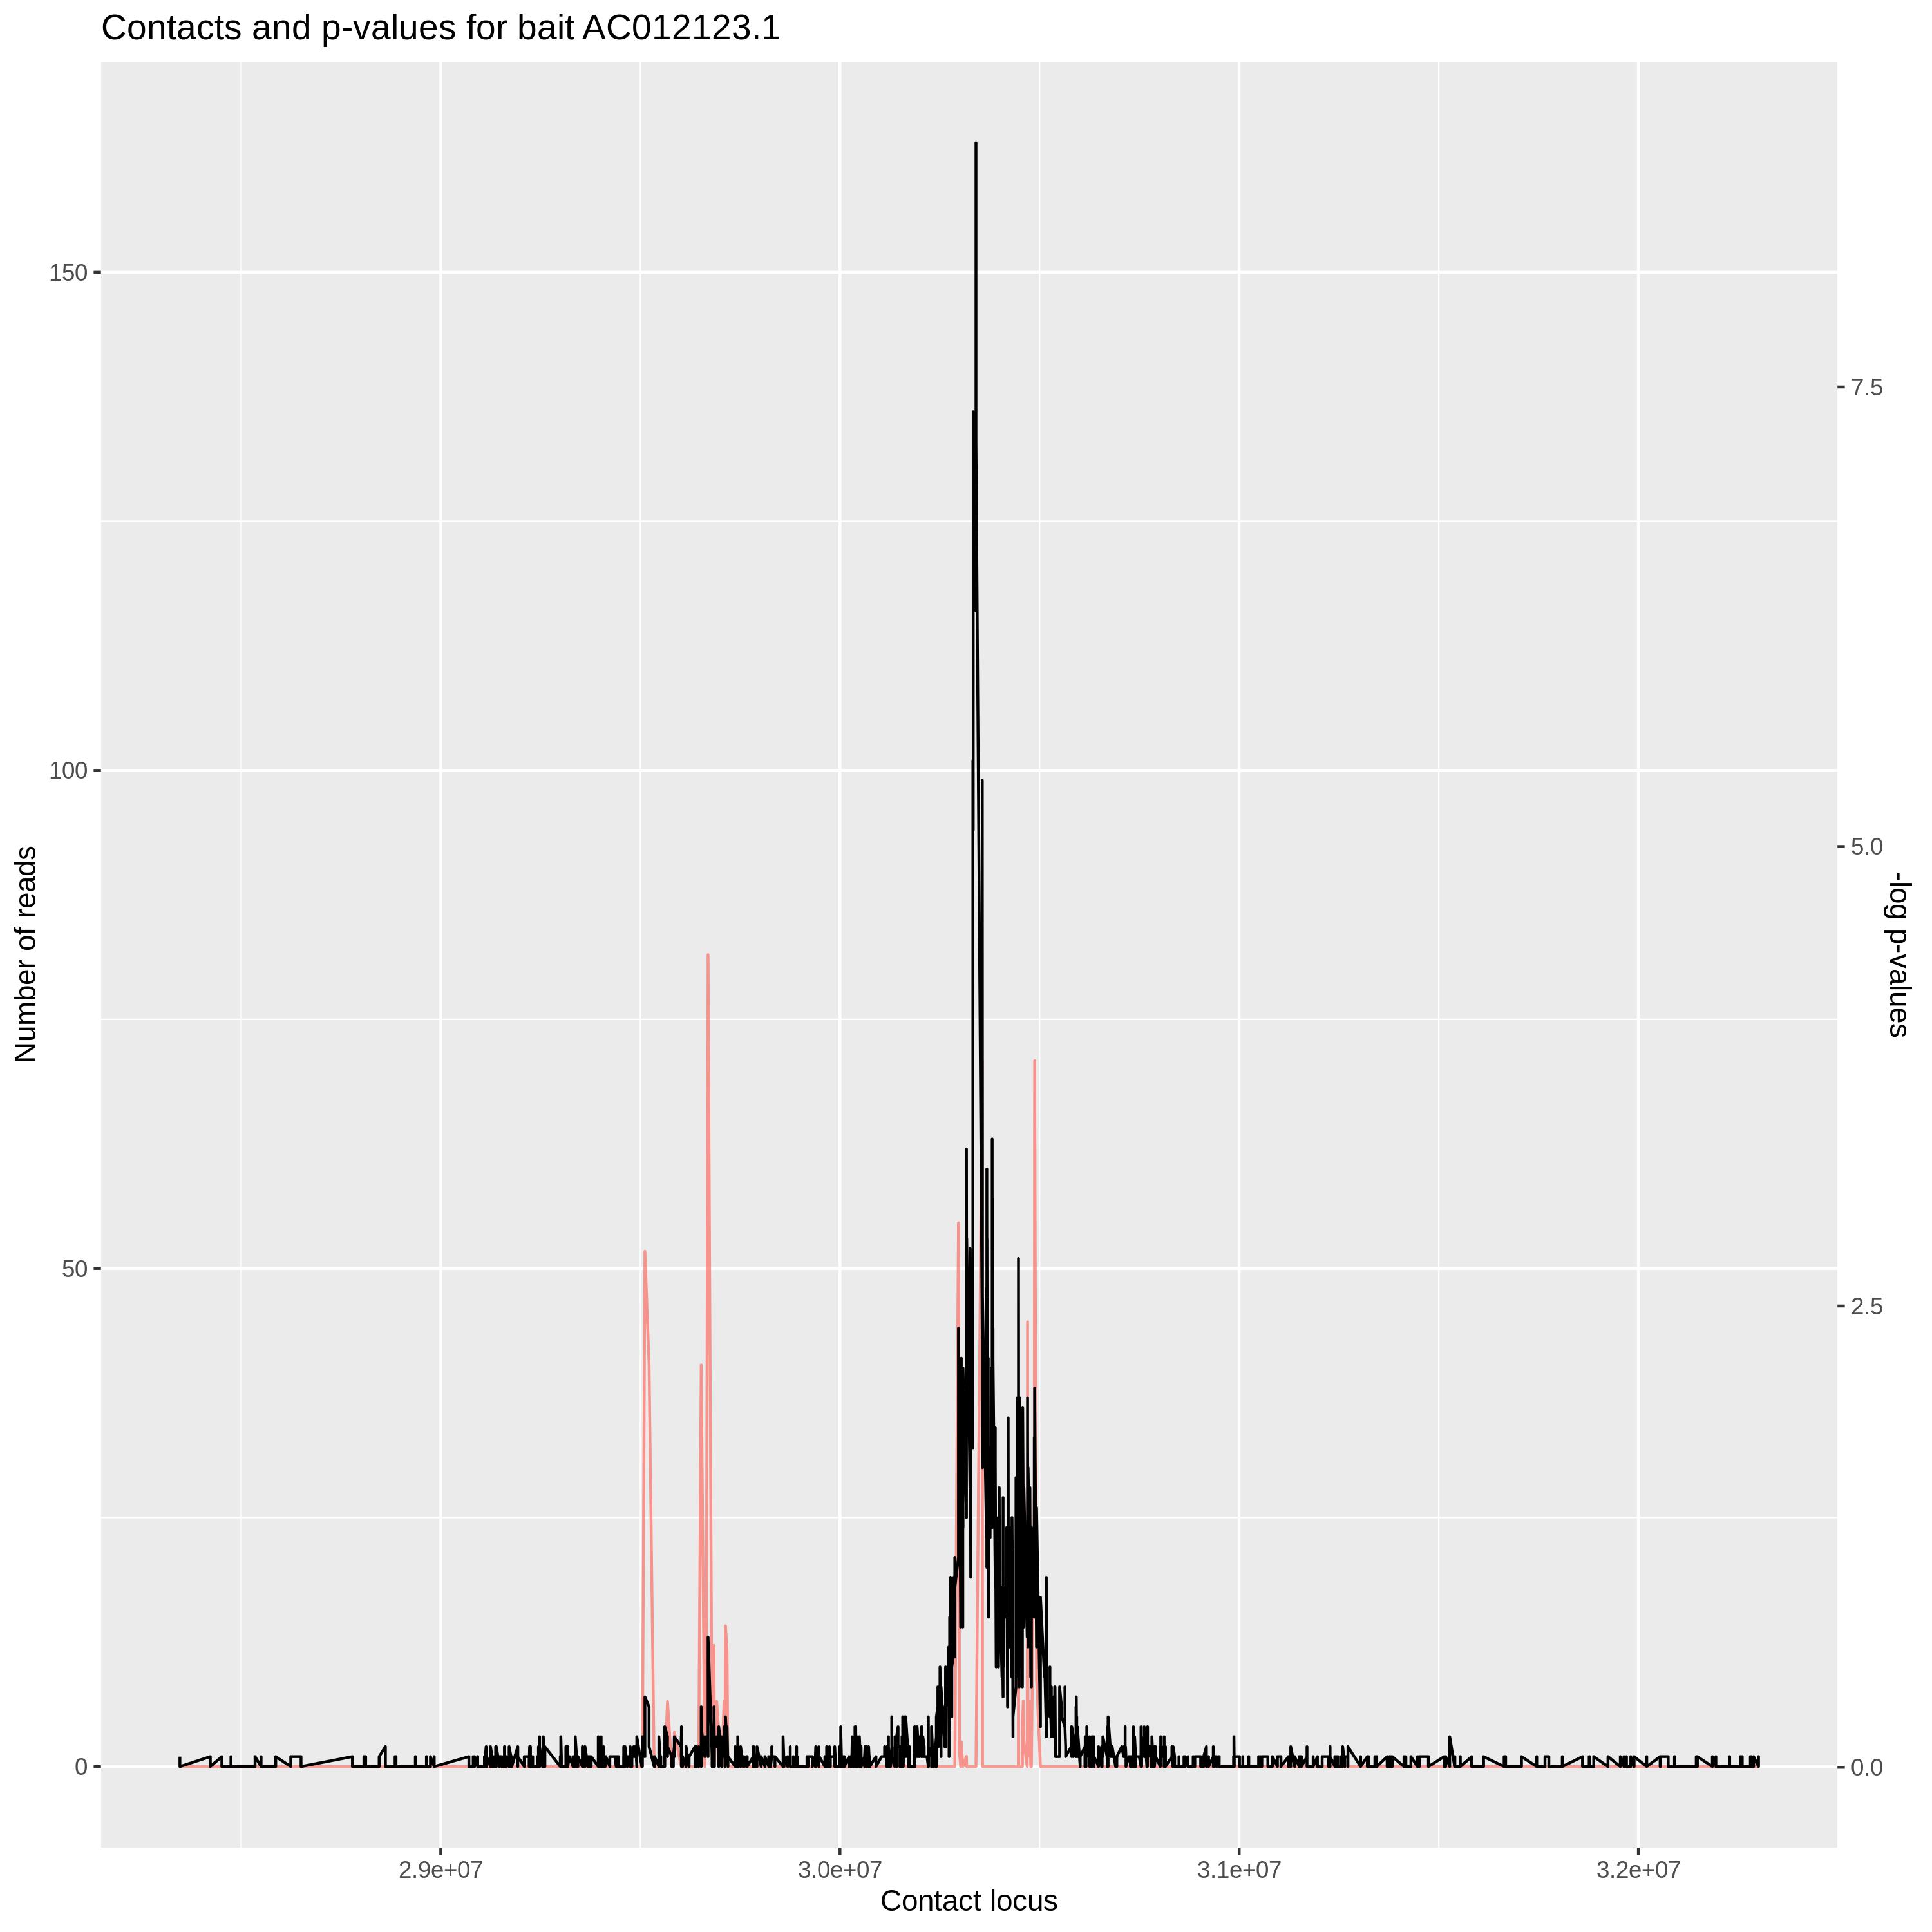 Contacts and p-values for bait AC012123.1
150
100
50
0
Number of reads
7.5
5.0
2.5
0.0
-log p-values
2.9e+07
3.0e+07
3.1e+07
3.2e+07
Contact locus